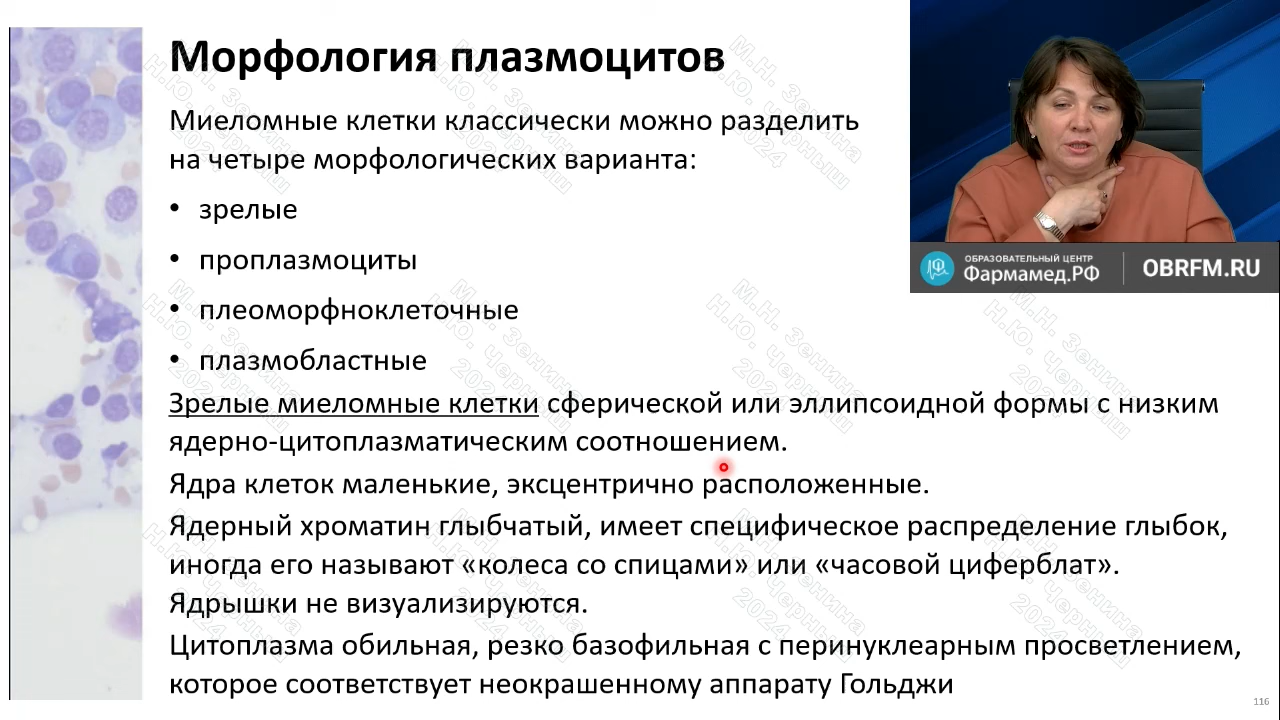 Морфология плазмоцитов
Миеломные клетки классически можно разделить
на четыре морфологических варианта:
• зрелые
• проплазмоциты
• плеоморфноклеточные
• плазмобластные
Зрелые миеломные клетки сферической или эллипсоидной формы с низким
ядерно-цитоплазматическим соотношением.
Ядра клеток маленькие, эксцентрично расположенные.
Ядерный хроматин глыбчатый, имеет специфическое распределение глыбок,
иногда его называют «колеса со спицами» или «часовой циферблат».
Ядрышки не визуализируются.
Цитоплазма обильная, резко базофильная с перинуклеарным просветлением,
которое соответствует неокрашенному аппарату Гольджи
ОБРАЗОВАТЕЛЬНЫЙ ЦЕНТР
Фармамед.РФ
OBRFM.RU
М.Н. Зенина
Н.Ю. Черныш
2024
116